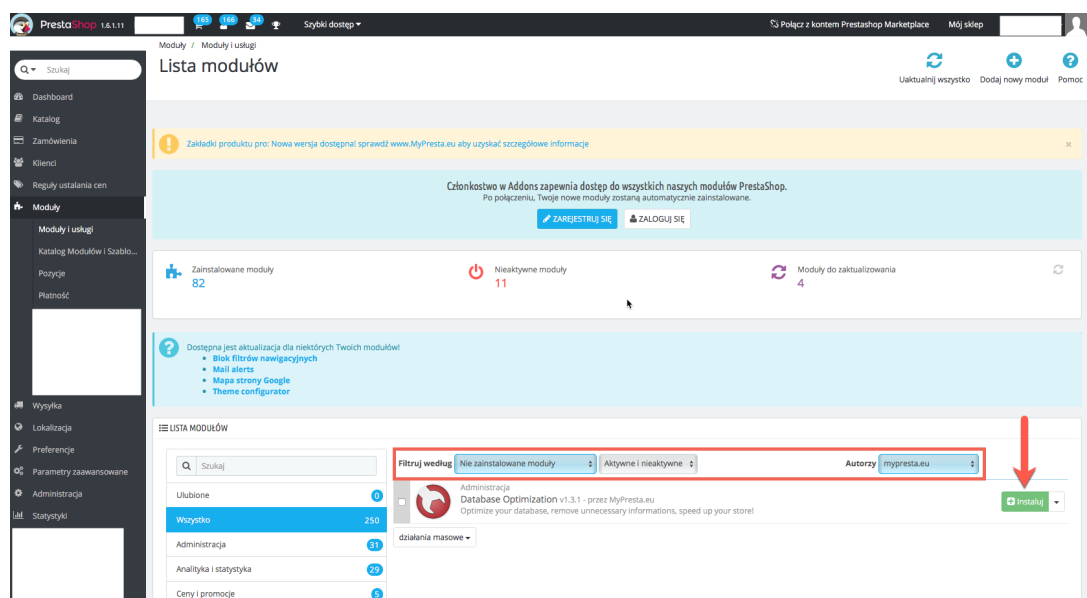 PrestaShop 1.6.1.11
165
166
34
Szybki dostęp
Połącz z kontem Prestashop Marketplace
Mój sklep
Szukaj
Dashboard
Katalog
Zamówienia
Klienci
Reguły ustalania cen
Moduły
Moduły i usługi
Katalog Modułów i Szablo...
Pozycje
Płatność
Wysyłka
Lokalizacja
Preferencje
Parametry zaawansowane
Administracja
Statystyki
Moduły / Moduły i usługi
Lista modułów
Uaktualnij wszystko
Dodaj nowy moduł
Pomoc
Zakładki produktu pro: Nowa wersja dostępna! sprawdź www.MyPresta.eu aby uzyskać szczegółowe informacje
×
Członkostwo w Addons zapewnia dostęp do wszystkich naszych modułów PrestaShop.
Po połączeniu, Twoje nowe moduły zostaną automatycznie zainstalowane.
ZAREJESTRUJ SIĘ
ZALOGUJ SIĘ
Zainstalowane moduły
82
Nieaktywne moduły
11
Moduły do zaktualizowania
4
Dostępna jest aktualizacja dla niektórych Twoich modułów!
Blok filtrów nawigacyjnych
Mail alerts
Mapa strony Google
Theme configurator
LISTA MODUŁÓW
Szukaj
Ulubione 0
Wszystko 250
Administracja 31
Analityka i statystyka 29
Ceny i promocje 5
Filtruj według Nie zainstalowane moduły Aktywne i nieaktywne Autorzy mypresta.eu
Administracja
Database Optimization v1.3.1 - przez MyPresta.eu
Optimize your database, remove unnecessary informations, speed up your store!
Instaluj
działania masowe